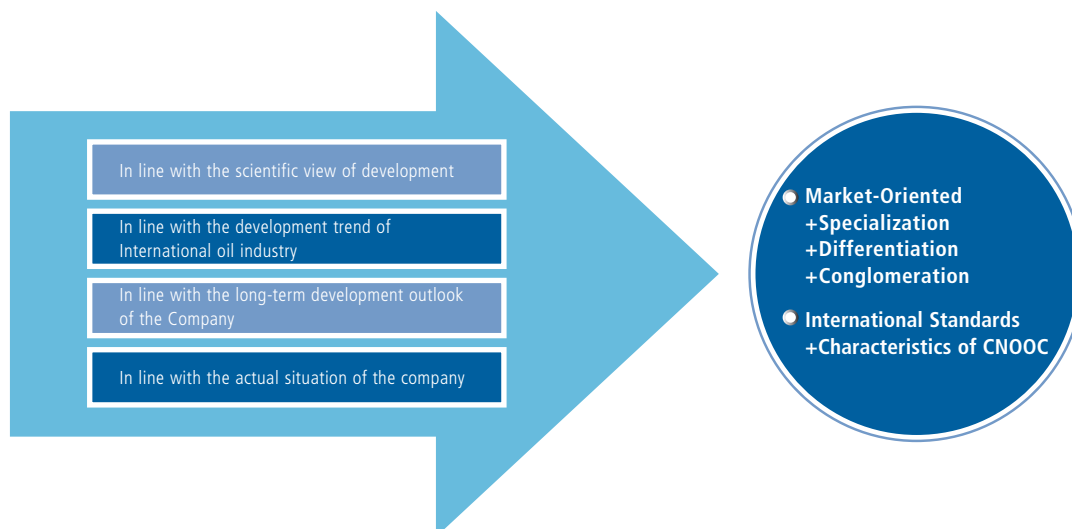 In line with the scientific view of development
In line with the development trend of
International oil industry
In line with the long-term development outlook
of the Company
In line with the actual situation of the company
Market-Oriented
+Specialization
+Differentiation
+Conglomeration
International Standards
+Characteristics of CNOOC